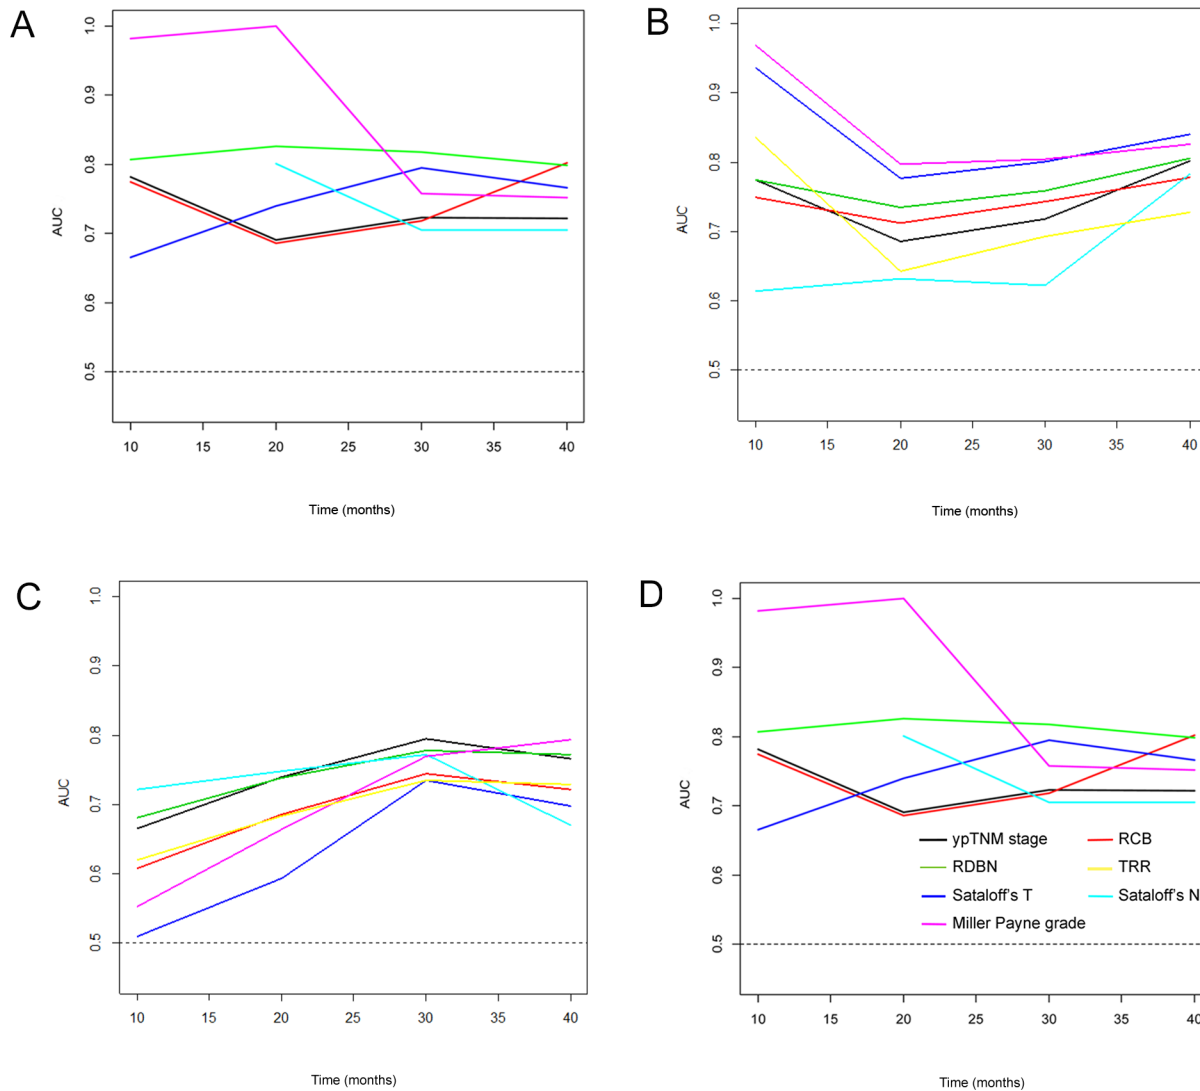 A
1.0
0.9
0.8
0.7
0.6
0.5
AUC
10 15 20 25 30 35 40
Time (months)
B
1.0
0.9
0.8
0.7
0.6
0.5
AUC
10 15 20 25 30 35 40
Time (months)
C
1.0
0.9
0.8
0.7
0.6
0.5
AUC
10 15 20 25 30 35 40
Time (months)
D
1.0
0.9
0.8
0.7
0.6
0.5
AUC
ypTNM stage RCB
RDBN TRR
Sataloff's T Sataloff's N
Miller Payne grade
10 15 20 25 30 35 40
Time (months)